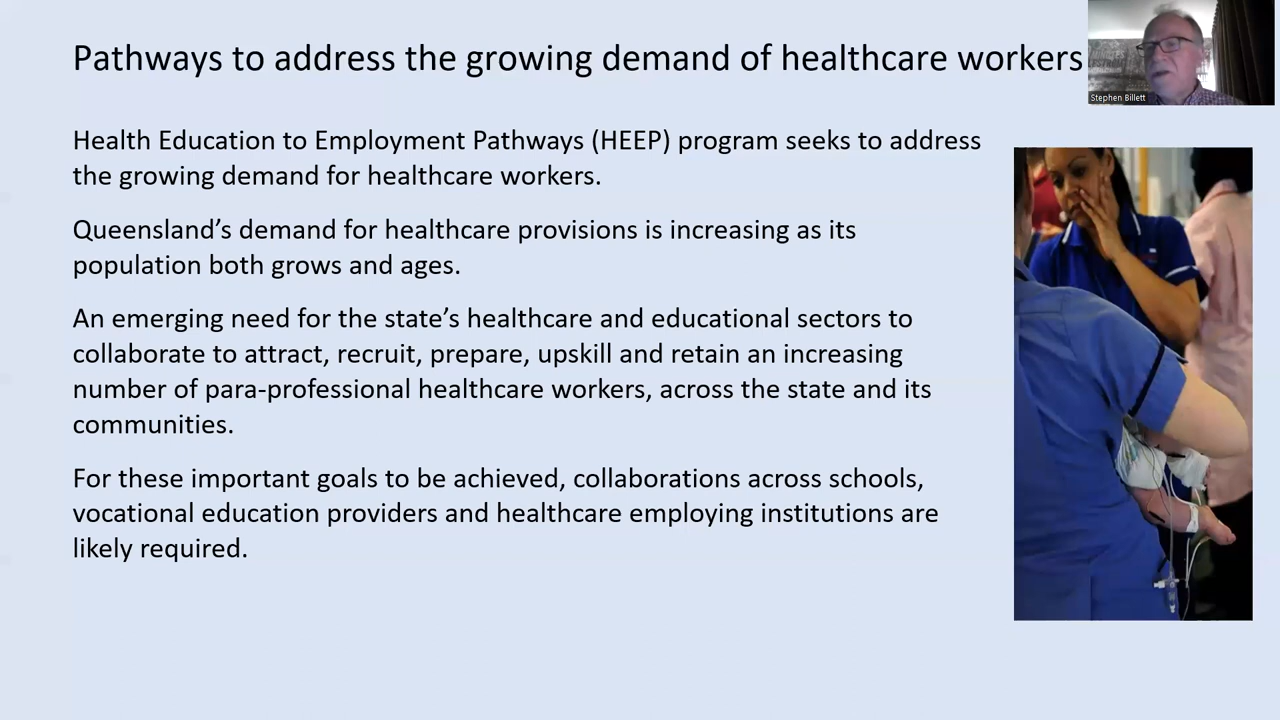 Pathways to address the growing demand of healthcare workers
Stephen Billett
Health Education to Employment Pathways (HEEP) program seeks to address
the growing demand for healthcare workers.
Queensland’s demand for healthcare provisions is increasing as its
population both grows and ages.
An emerging need for the state’s healthcare and educational sectors to
collaborate to attract, recruit, prepare, upskill and retain an increasing
number of para-professional healthcare workers, across the state and its
communities.
For these important goals to be achieved, collaborations across schools,
vocational education providers and healthcare employing institutions are
likely required.